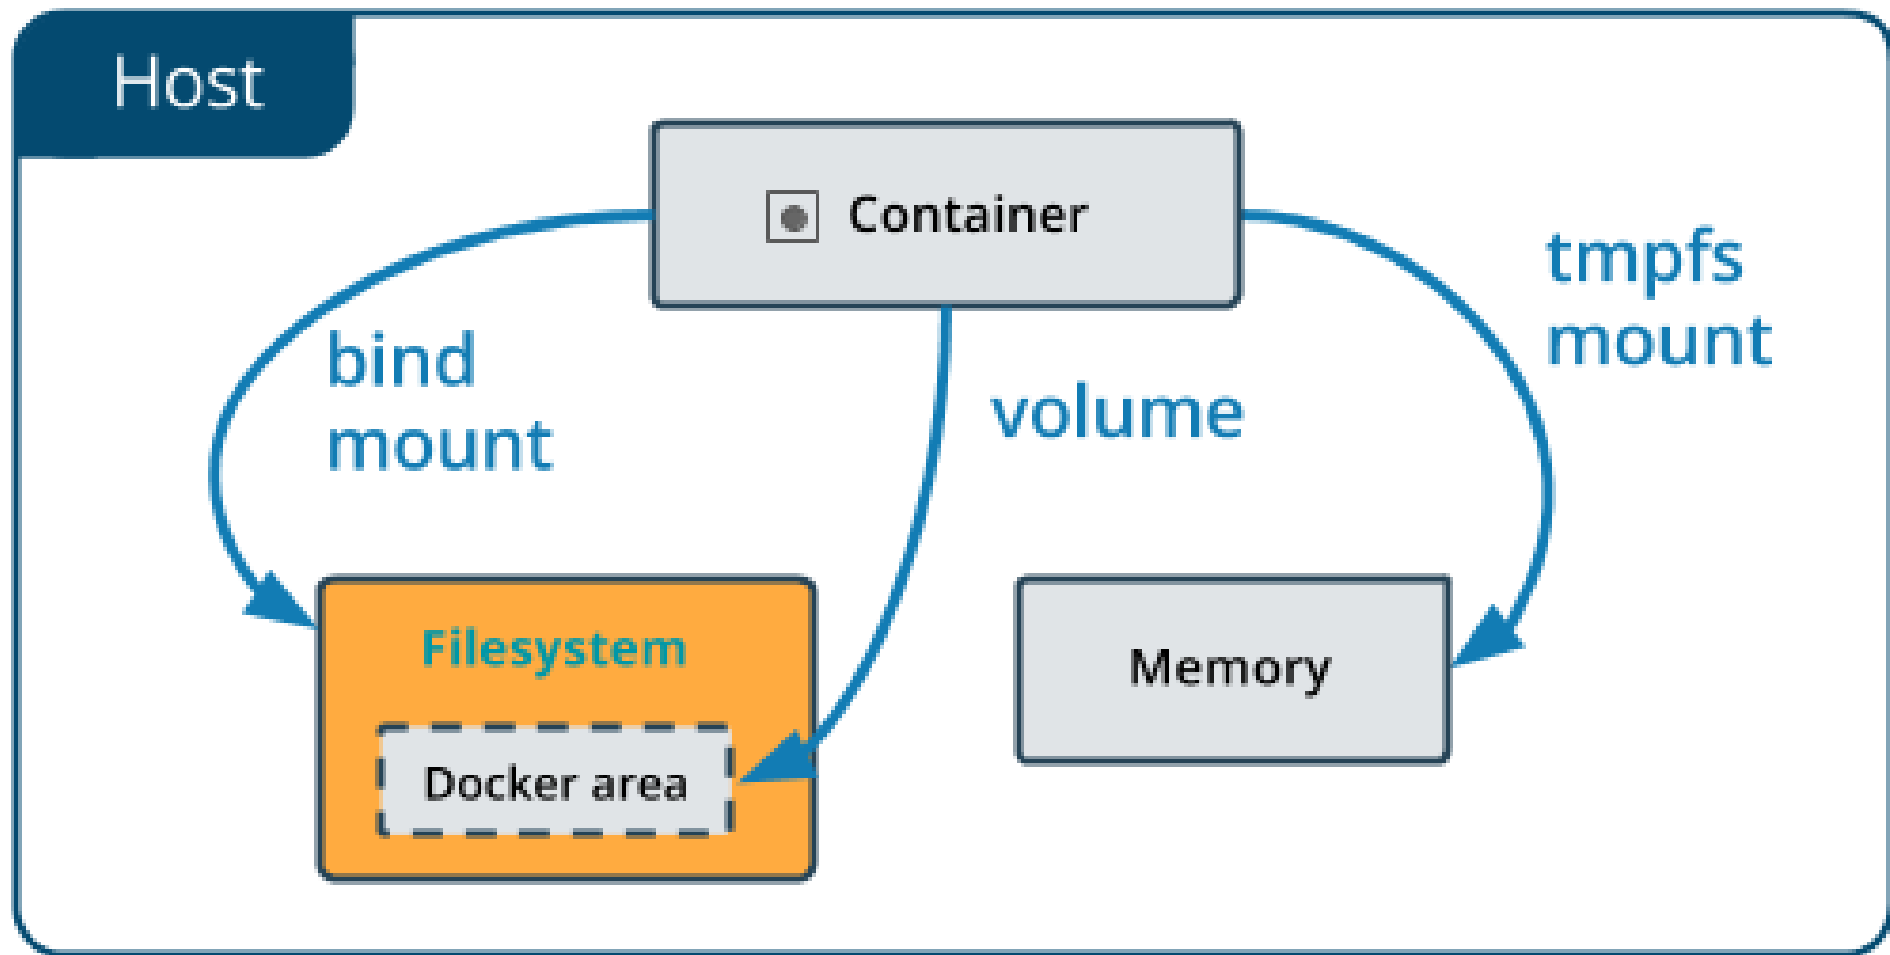 Host
Container
tmpfs
mount
bind
mount
volume
Filesystem
Memory
Docker area